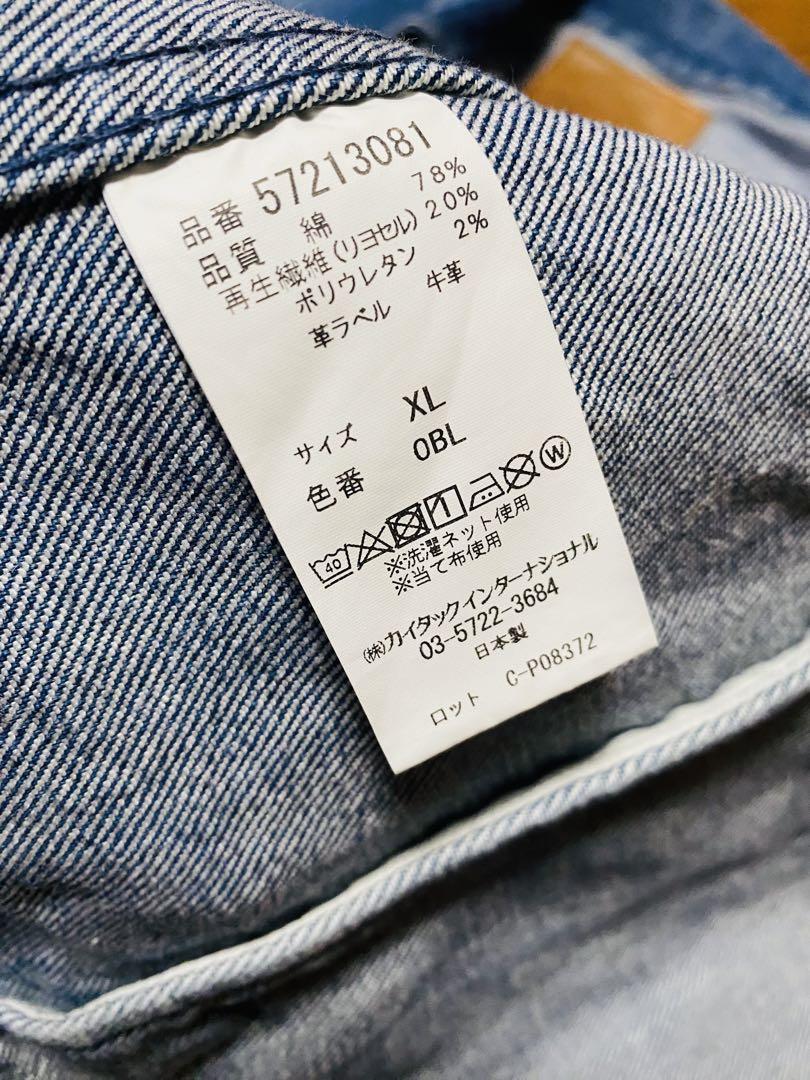 品番 57213081
品質 綿 78%
再生繊維(リヨセル) 20%
ポリウレタン 2%
革ラベル 牛革
サイズ XL
色番 0BL
40 1 W
※洗濯ネット使用
※当て布使用
㈱カイタックインターナショナル
03-5722-3684
日本製
ロット C-P08372